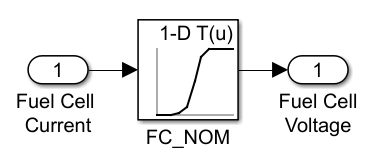 1-D T(u)
1
1
Fuel Cell
Current
FC_NOM
Fuel Cell
Voltage